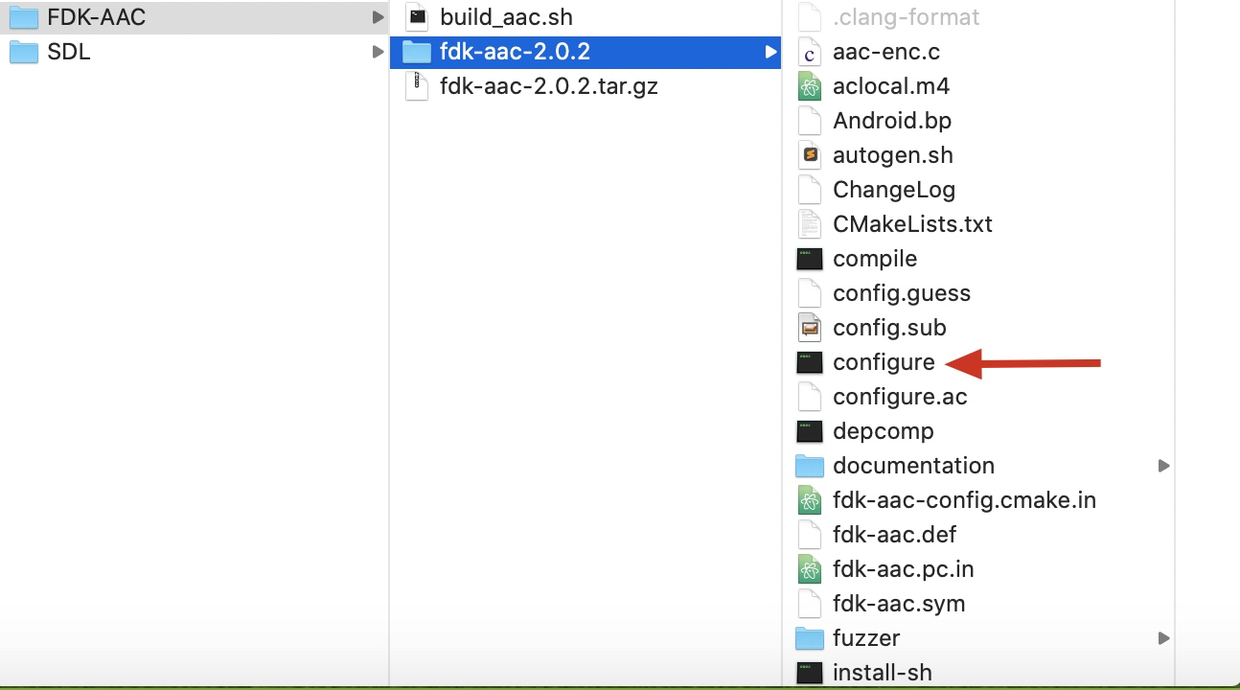 FDK-AAC
SDL
build_aac.sh
fdk-aac-2.0.2
fdk-aac-2.0.2.tar.gz
.clang-format
aac-enc.c
aclocal.m4
Android.bp
autogen.sh
ChangeLog
CMakeLists.txt
compile
config.guess
config.sub
configure
configure.ac
depcomp
documentation
fdk-aac-config.cmake.in
fdk-aac.def
fdk-aac.pc.in
fdk-aac.sym
fuzzer
install-sh